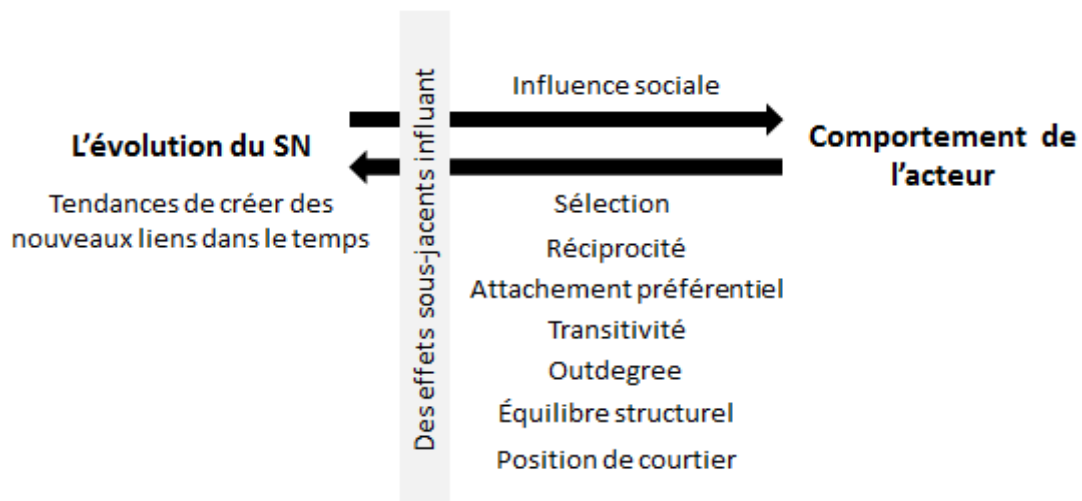 L'évolution du SN
Tendances de créer des
nouveaux liens dans le temps
Des effets sous-jacents influant
Influence sociale
Sélection
Réciprocité
Attachement préférentiel
Transitivité
Outdegree
Équilibre structurel
Position de courtier
Comportement de
l'acteur